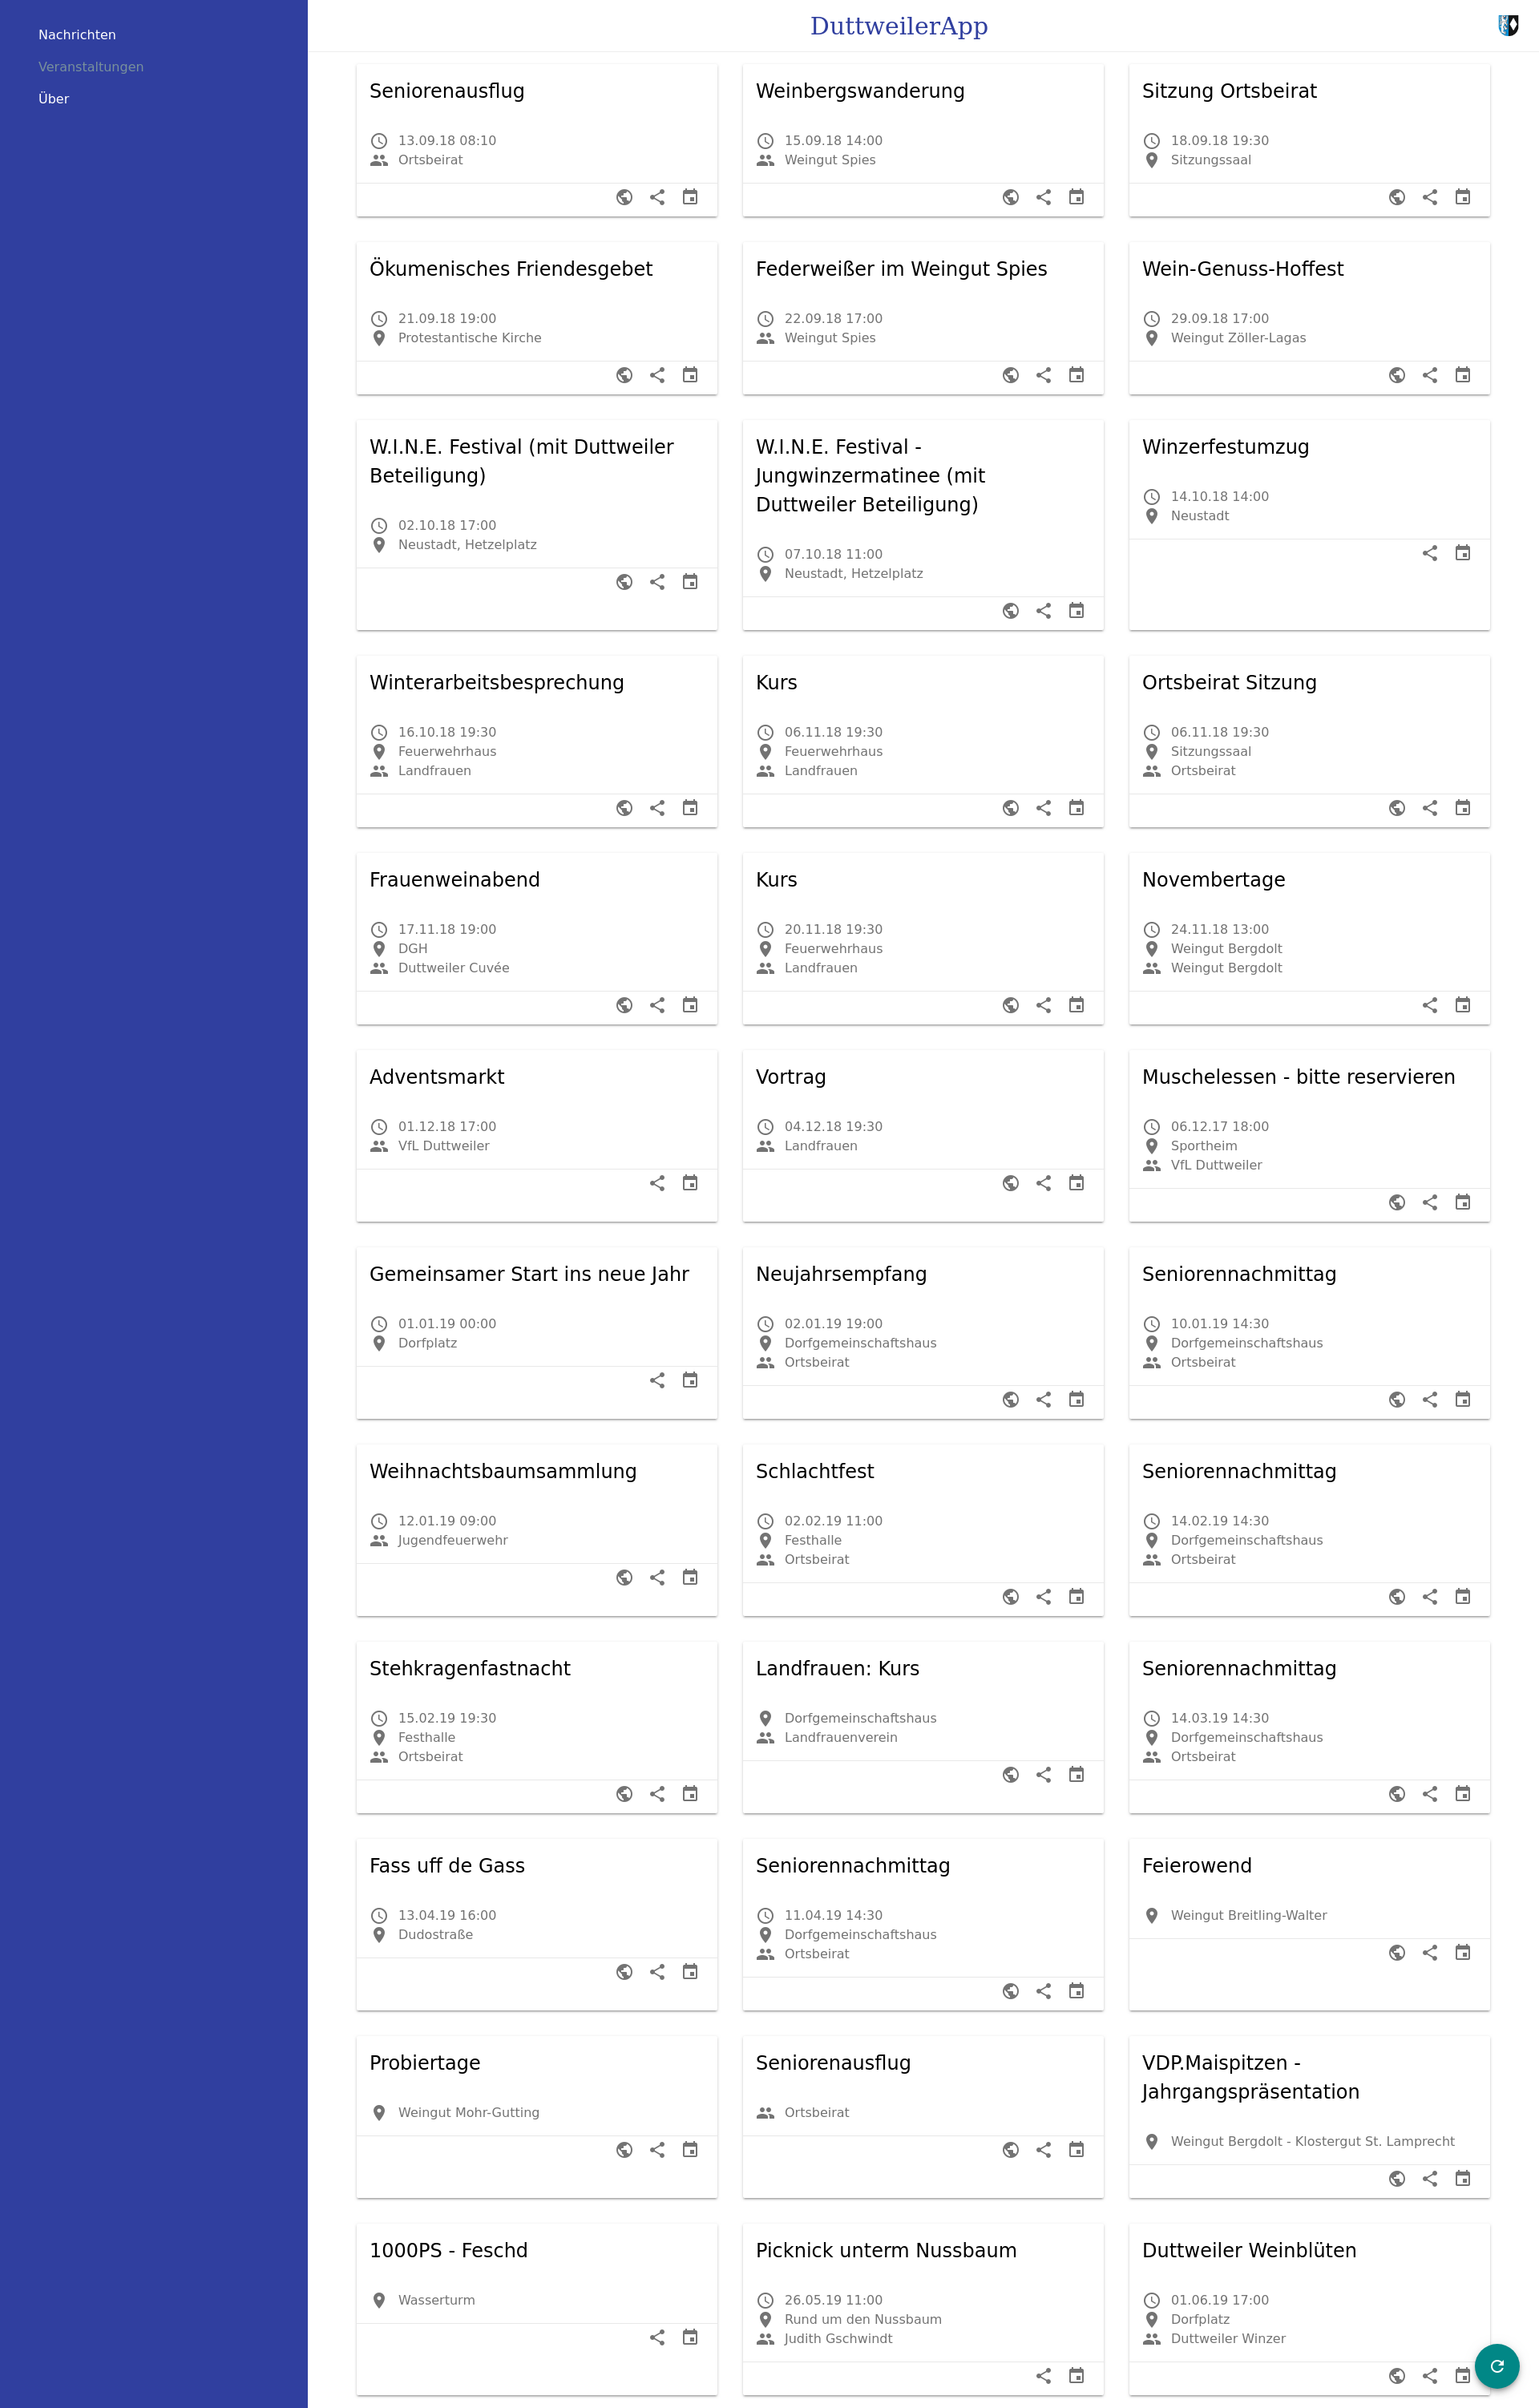 Nachrichten
Veranstaltungen
Über
DuttweilerApp
Seniorenausflug
13.09.18 08:10
Ortsbeirat
Weinbergswanderung
15.09.18 14:00
Weingut Spies
Sitzung Ortsbeirat
18.09.18 19:30
Sitzungssaal
Ökumenisches Friendesgebet
21.09.18 19:00
Protestantische Kirche
Federweißer im Weingut Spies
22.09.18 17:00
Weingut Spies
Wein-Genuss-Hoffest
29.09.18 17:00
Weingut Zöller-Lagas
W.I.N.E. Festival (mit Duttweiler
Beteiligung)
02.10.18 17:00
Neustadt, Hetzelplatz
W.I.N.E. Festival -
Jungwinzermatinee (mit
Duttweiler Beteiligung)
07.10.18 11:00
Neustadt, Hetzelplatz
Winzerfestumzug
14.10.18 14:00
Neustadt
Winterarbeitsbesprechung
16.10.18 19:30
Feuerwehrhaus
Landfrauen
Kurs
06.11.18 19:30
Feuerwehrhaus
Landfrauen
Ortsbeirat Sitzung
06.11.18 19:30
Sitzungssaal
Ortsbeirat
Frauenweinabend
17.11.18 19:00
DGH
Duttweiler Cuvée
Kurs
20.11.18 19:30
Feuerwehrhaus
Landfrauen
Novembertage
24.11.18 13:00
Weingut Bergdolt
Weingut Bergdolt
Adventsmarkt
01.12.18 17:00
VfL Duttweiler
Vortrag
04.12.18 19:30
Landfrauen
Muschelessen - bitte reservieren
06.12.17 18:00
Sportheim
VfL Duttweiler
Gemeinsamer Start ins neue Jahr
01.01.19 00:00
Dorfplatz
Neujahrsempfang
02.01.19 19:00
Dorfgemeinschaftshaus
Ortsbeirat
Seniorennachmittag
10.01.19 14:30
Dorfgemeinschaftshaus
Ortsbeirat
Weihnachtsbaumsammlung
12.01.19 09:00
Jugendfeuerwehr
Schlachtfest
02.02.19 11:00
Festhalle
Ortsbeirat
Seniorennachmittag
14.02.19 14:30
Dorfgemeinschaftshaus
Ortsbeirat
Stehkragenfastnacht
15.02.19 19:30
Festhalle
Ortsbeirat
Landfrauen: Kurs
Dorfgemeinschaftshaus
Landfrauenverein
Seniorennachmittag
14.03.19 14:30
Dorfgemeinschaftshaus
Ortsbeirat
Fass uff de Gass
13.04.19 16:00
Dudostraße
Seniorennachmittag
11.04.19 14:30
Dorfgemeinschaftshaus
Ortsbeirat
Feierowend
Weingut Breitling-Walter
Probiertage
Weingut Mohr-Gutting
Seniorenausflug
Ortsbeirat
VDP.Maispitzen -
Jahrgangspräsentation
Weingut Bergdolt - Klostergut St. Lamprecht
1000PS - Feschd
Wasserturm
Picknick unterm Nussbaum
26.05.19 11:00
Rund um den Nussbaum
Judith Gschwindt
Duttweiler Weinblüten
01.06.19 17:00
Dorfplatz
Duttweiler Winzer